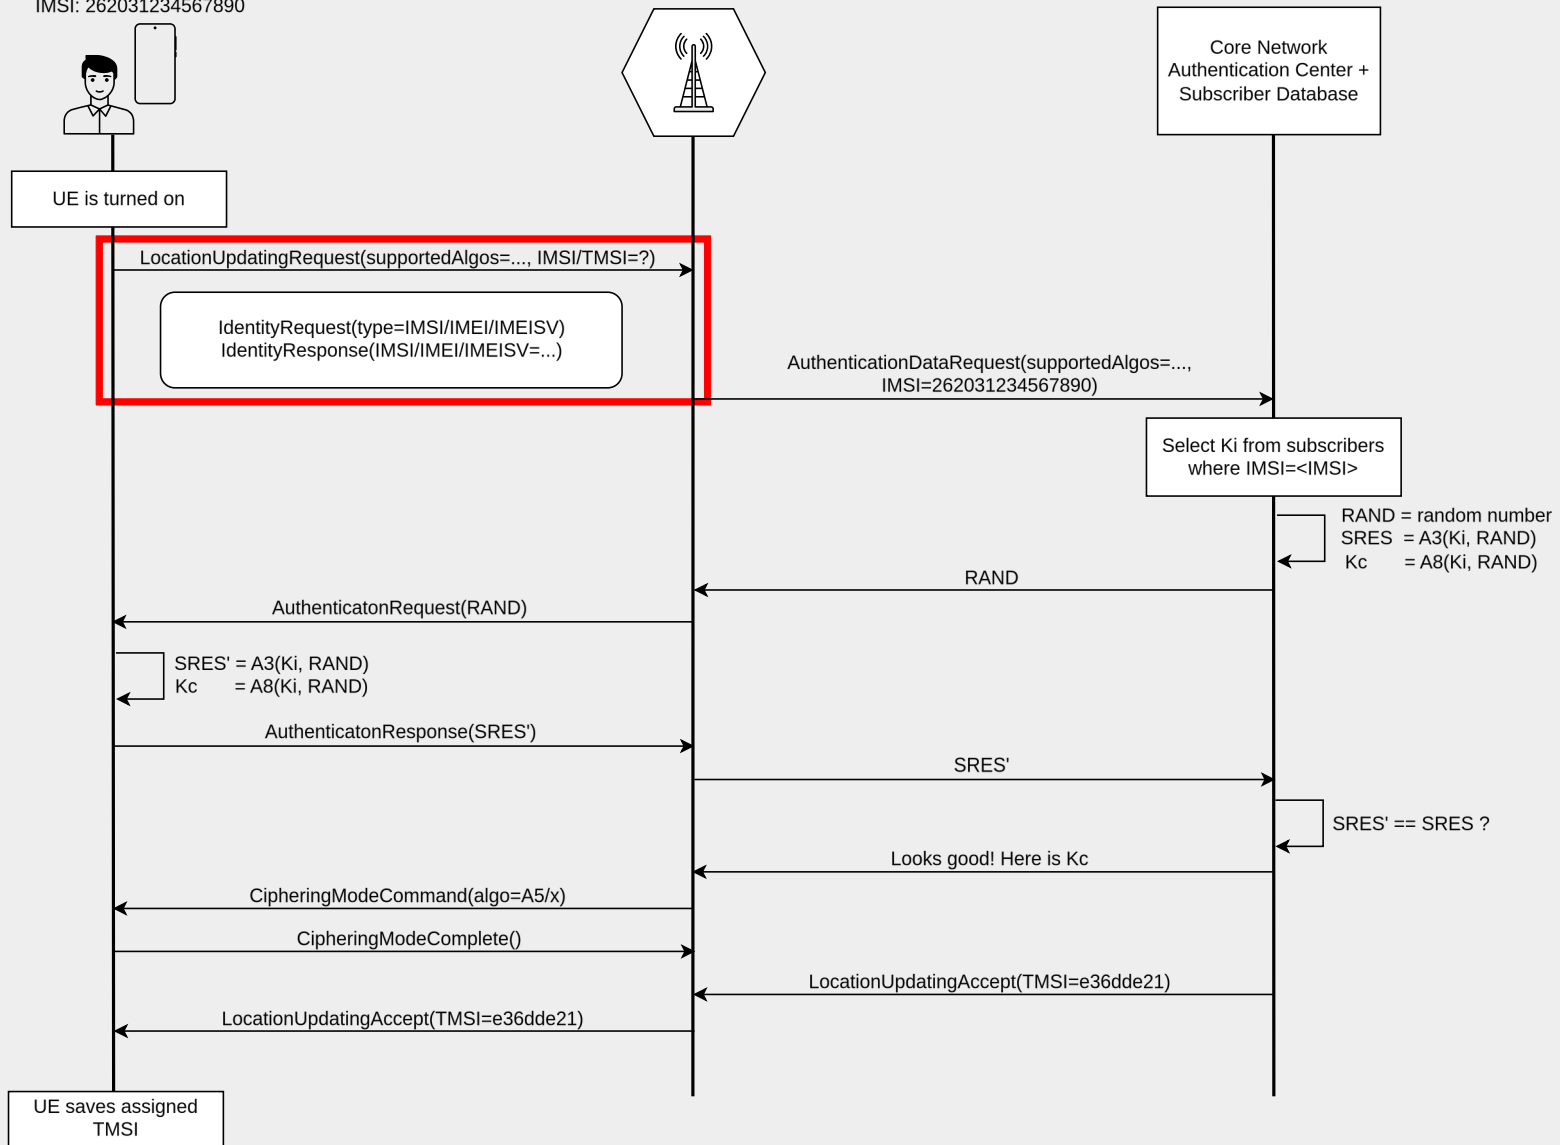 IMSI: 262031234567890
Core Network
Authentication Center +
Subscriber Database
UE is turned on
LocationUpdatingRequest(supportedAlgos=..., IMSI/TMSI=?)
IdentityRequest(type=IMSI/IMEI/IMEISV)
IdentityResponse(IMSI/IMEI/IMEISV=...)
AuthenticationDataRequest(supportedAlgos=...,
IMSI=262031234567890)
Select Ki from subscribers
where IMSI=<IMSI>
RAND = random number
SRES = A3(Ki, RAND)
Kc = A8(Ki, RAND)
RAND
AuthenticatonRequest(RAND)
SRES' = A3(Ki, RAND)
Kc = A8(Ki, RAND)
AuthenticatonResponse(SRES')
SRES'
SRES' == SRES ?
Looks good! Here is Kc
CipheringModeCommand(algo=A5/x)
CipheringModeComplete()
LocationUpdatingAccept(TMSI=e36dde21)
LocationUpdatingAccept(TMSI=e36dde21)
UE saves assigned
TMSI